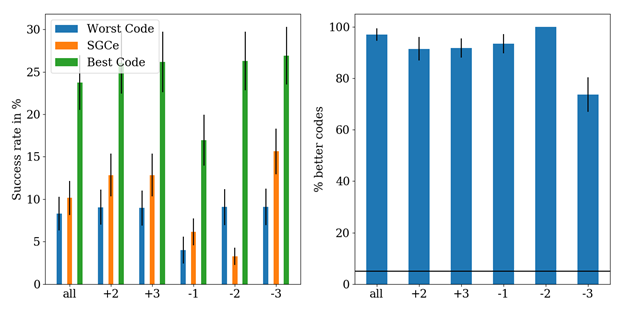 Success rate in %
30
25
20
15
10
5
0
Worst Code
SGCe
Best Code
all +2 +3 -1 -2 -3
% better codes
100
80
60
40
20
0
all +2 +3 -1 -2 -3